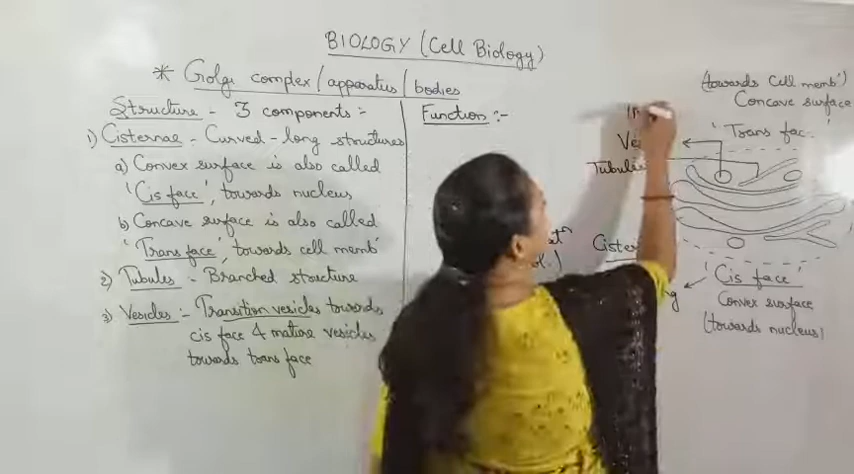 BIOLOGY (Cell Biology)
* Golgi complex/apparatus/bodies
Structure - 3 components :-
1) Cisternae - Curved-long structures
a) Convex surface is also called
'Cis face', towards nucleus
b) Concave surface is also called
'Trans face', towards cell memb'
2) Tubules - Branched structure
3) Vesicles :- Transition vesicles towards
cis face & mature vesicles
towards trans face
Function :-
(towards Cell memb')
Concave surface
'Trans fac
'Cis face'
Convex surface
(towards nucleus)